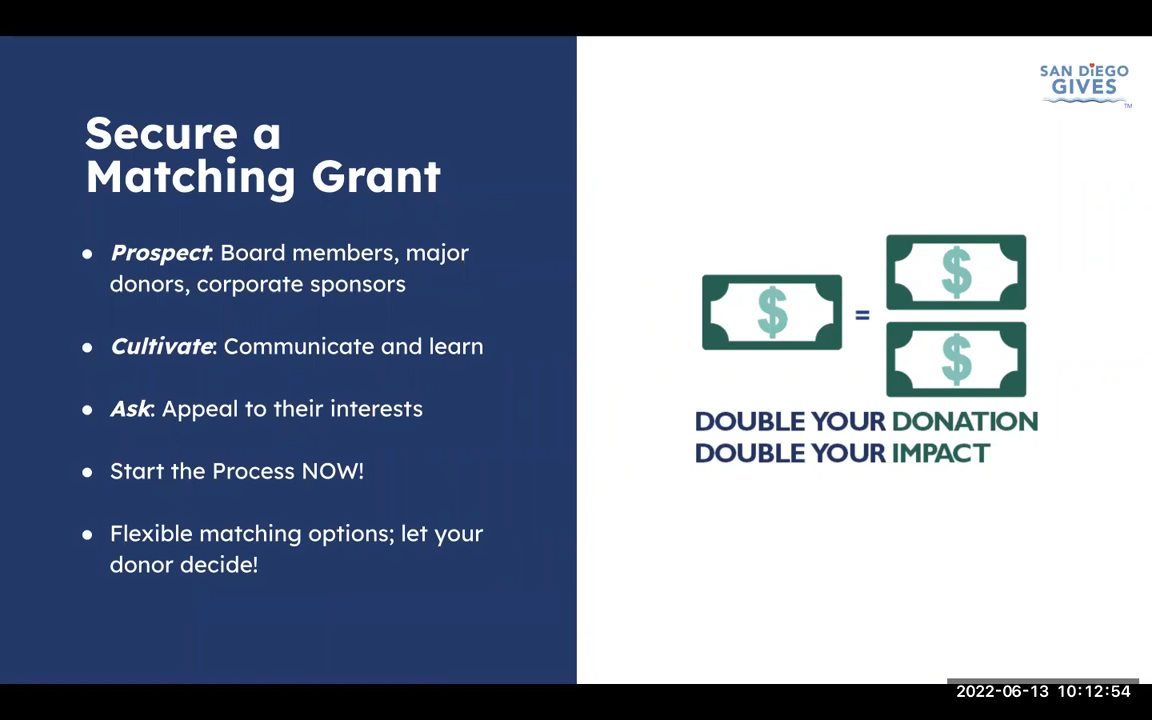 SAN DIEGO
GIVES
TM
Secure a
Matching Grant
● Prospect: Board members, major
donors, corporate sponsors
● Cultivate: Communicate and learn
● Ask: Appeal to their interests
● Start the Process NOW!
● Flexible matching options; let your
donor decide!
$ = $
$
DOUBLE YOUR DONATION
DOUBLE YOUR IMPACT
2022-06-13 10:12:54